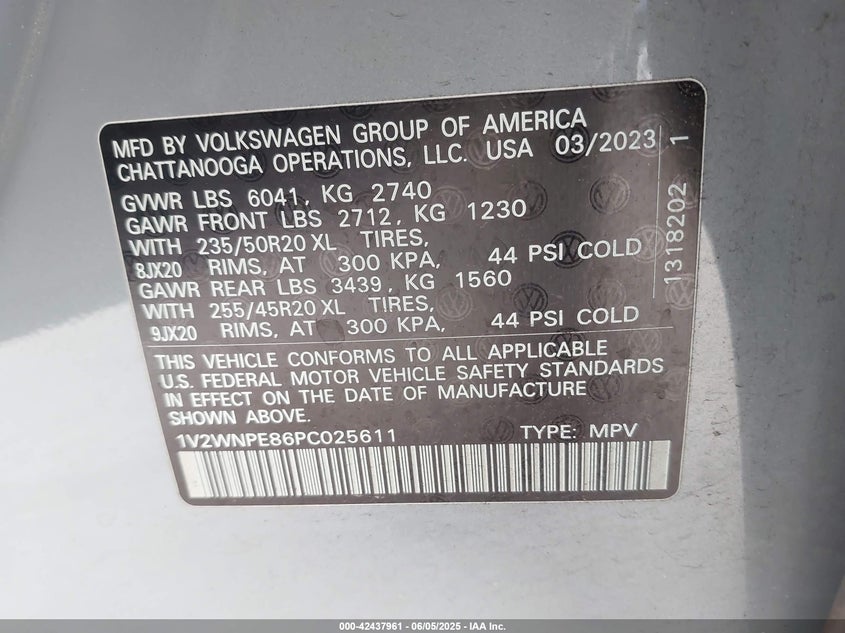 MFD BY VOLKSWAGEN GROUP OF AMERICA
CHATTANOOGA OPERATIONS, LLC. USA 03/2023
GVWR LBS 6041, KG 2740
GAWR FRONT LBS 2712, KG 1230
WITH 235/50R20 XL TIRES,
8JX20 RIMS, AT 300 KPA, 44 PSI COLD
GAWR REAR LBS 3439, KG 1560
WITH 255/45R20 XL TIRES,
9JX20 RIMS, AT 300 KPA, 44 PSI COLD
1318202 1
THIS VEHICLE CONFORMS TO ALL APPLICABLE
U.S. FEDERAL MOTOR VEHICLE SAFETY STANDARDS
IN EFFECT ON THE DATE OF MANUFACTURE
SHOWN ABOVE.
1V2WNPE86PC025611 TYPE: MPV
000-42437961 - 06/05/2025 - IAA Inc.